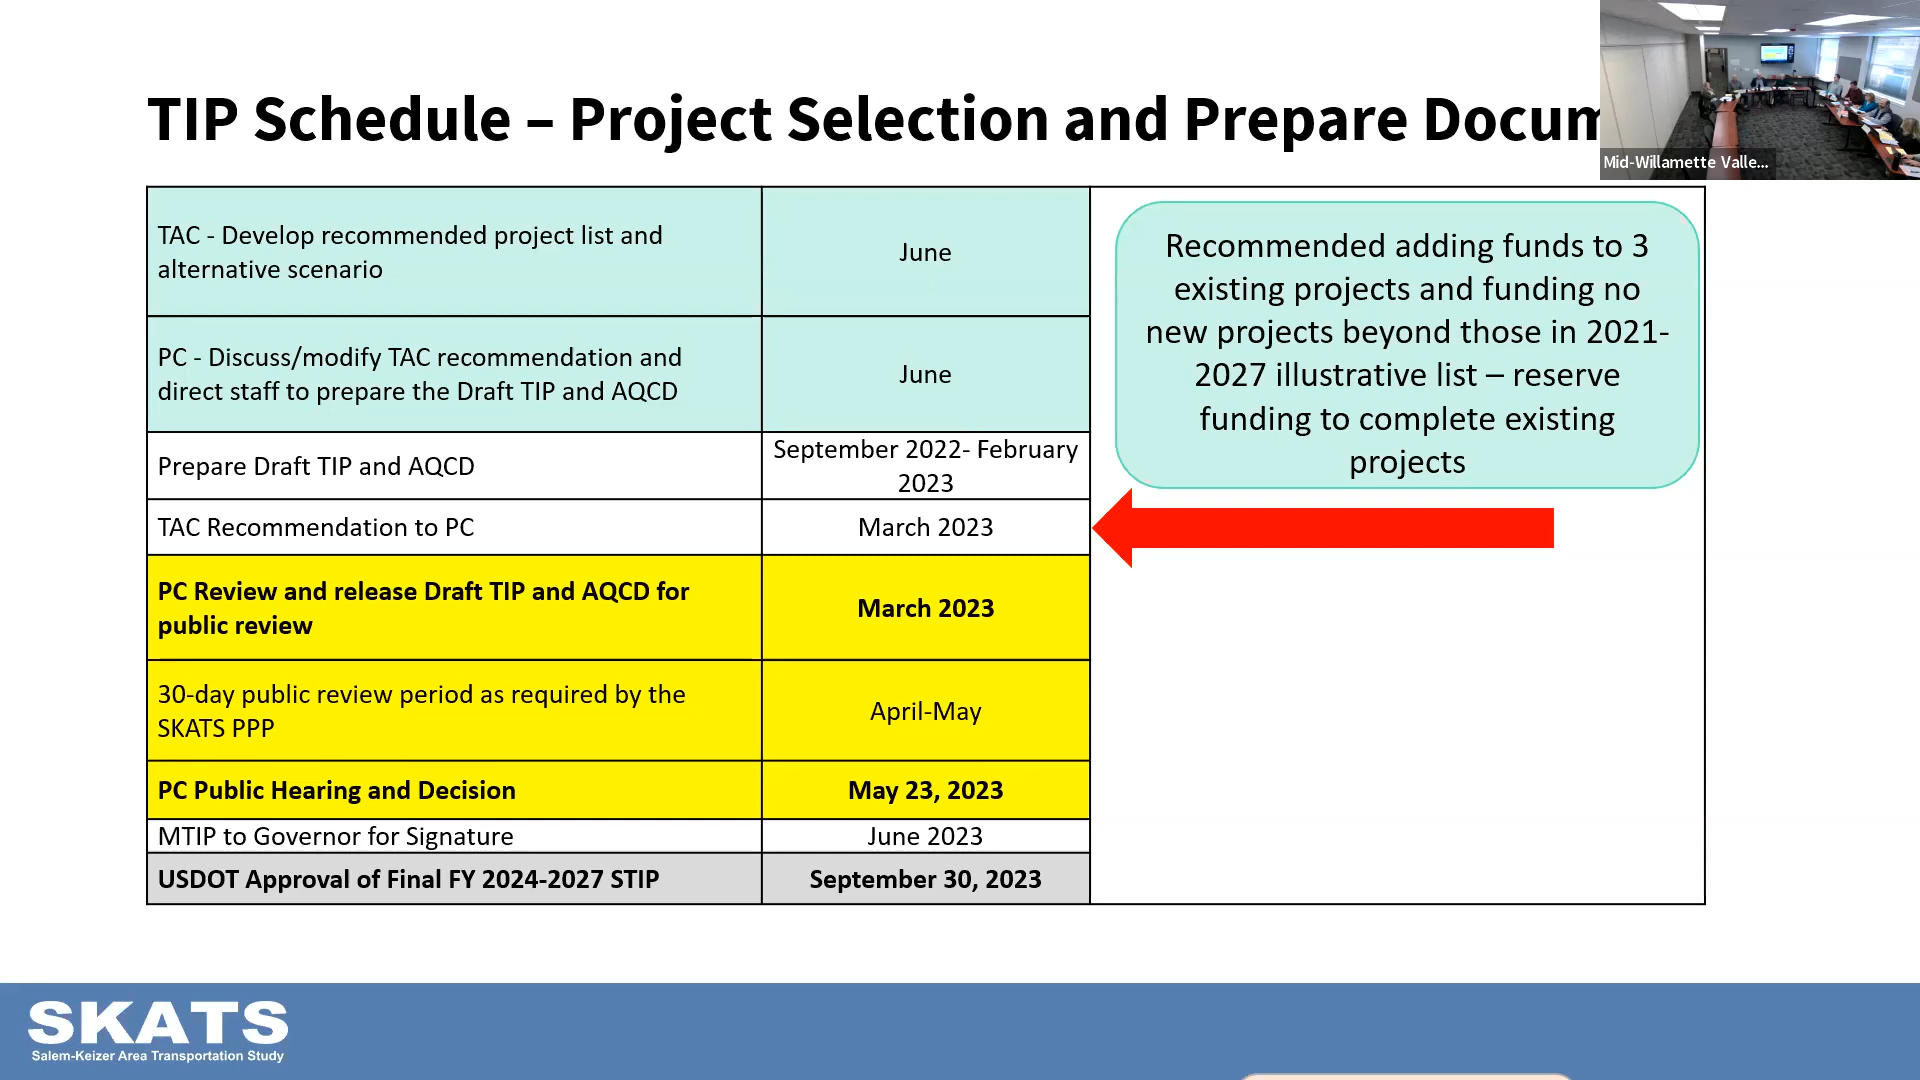 TIP Schedule – Project Selection and Prepare Docum
Mid-Willamette Valle...
TAC - Develop recommended project list and
alternative scenario
June
PC - Discuss/modify TAC recommendation and
direct staff to prepare the Draft TIP and AQCD
June
Prepare Draft TIP and AQCD
September 2022- February
2023
TAC Recommendation to PC
March 2023
PC Review and release Draft TIP and AQCD for
public review
March 2023
30-day public review period as required by the
SKATS PPP
April-May
PC Public Hearing and Decision
May 23, 2023
MTIP to Governor for Signature
June 2023
USDOT Approval of Final FY 2024-2027 STIP
September 30, 2023
Recommended adding funds to 3
existing projects and funding no
new projects beyond those in 2021-
2027 illustrative list – reserve
funding to complete existing
projects
SKATS
Salem-Keizer Area Transportation Study